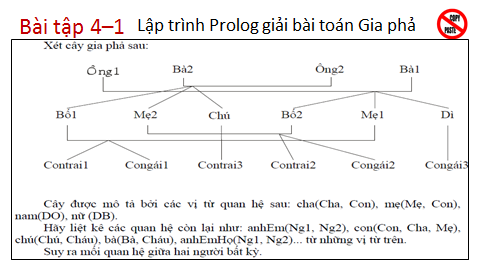 Bài tập 4–1 Lập trình Prolog giải bài toán Gia phả
COPY
PASTE
Xét cây gia phả sau:
Ông1 Bà2 Ông2 Bà1
Bố1 Mẹ2 Chú Bố2 Mẹ1 Dì
Contrai1 Congái1 Contrai3 Contrai2 Congái2 Congái3
Cây được mô tả bởi các vị từ quan hệ sau: cha(Cha, Con), mẹ(Mẹ, Con),
nam(DO), nữ (DB).
Hãy liệt kê các quan hệ còn lại như: anhEm(Ng1, Ng2), con(Con, Cha, Mẹ),
chú(Chú, Cháu), bà(Bà, Cháu), anhEmHọ(Ng1, Ng2)... từ những vị từ trên.
Suy ra mối quan hệ giữa hai người bất kỳ.